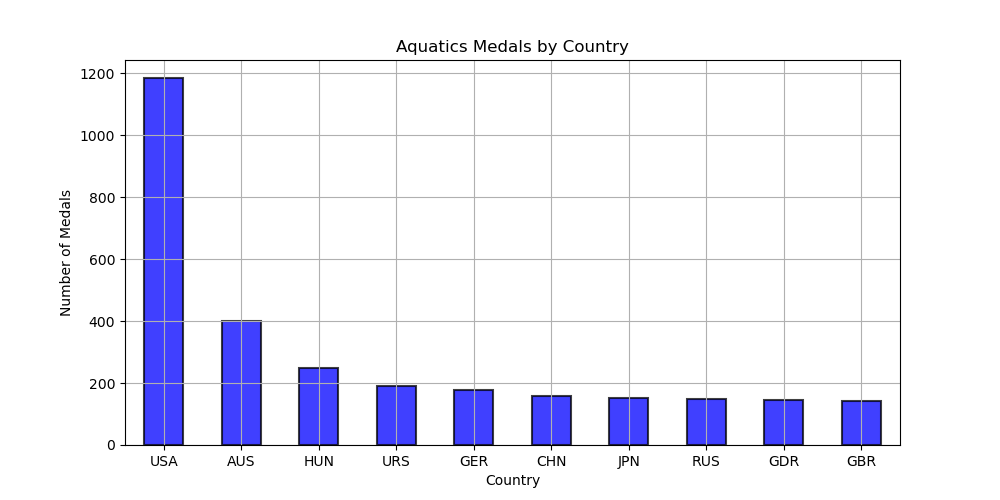 Aquatics Medals by Country
Number of Medals
1200
1000
800
600
400
200
0
USA AUS HUN URS GER CHN JPN RUS GDR GBR
Country